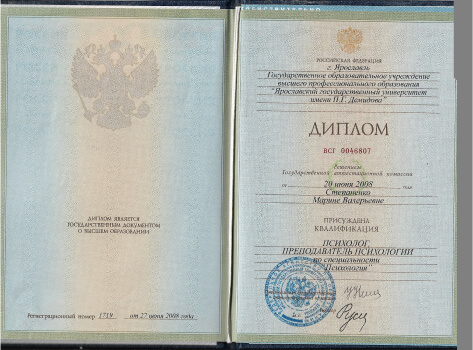 ДИПЛОМ ЯВЛЯЕТСЯ
ГОСУДАРСТВЕННЫМ ДОКУМЕНТОМ
О ВЫСШЕМ ОБРАЗОВАНИИ
Регистрационный номер 1719 от 27 июня 2008 года
РОССИЙСКАЯ ФЕДЕРАЦИЯ
г. Ярославль
Государственное образовательное учреждение
высшего профессионального образования
"Ярославский государственный университет
имени П.Г. Демидова"
ДИПЛОМ
ВСГ 0046807
Решением
Государственной аттестационной комиссии
от 20 июня 2008 года
Степаненко
Марине Валерьевне
ПРИСУЖДЕНА
КВАЛИФИКАЦИЯ
ПСИХОЛОГ.
ПРЕПОДАВАТЕЛЬ ПСИХОЛОГИИ
по специальности
"Психология"